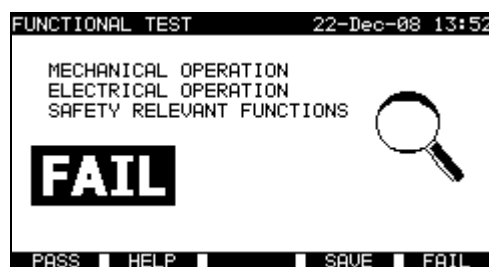 FUNCTIONAL TEST 22-Dec-08 13:52
MECHANICAL OPERATION
ELECTRICAL OPERATION
SAFETY RELEVANT FUNCTIONS
FAIL
PASS HELP SAVE FAIL